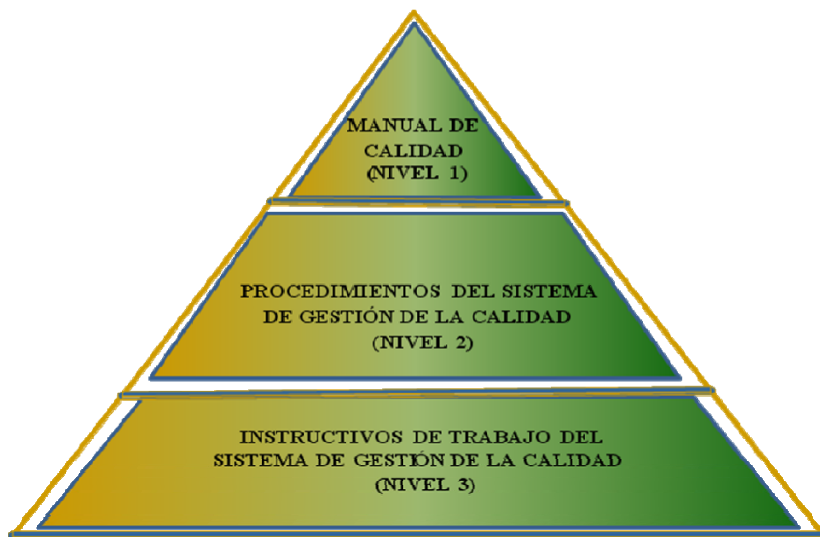 MANUAL DE
CALIDAD
(NIVEL 1)
PROCEDIMIENTOS DEL SISTEMA
DE GESTIÓN DE LA CALIDAD
(NIVEL 2)
INSTRUCTIVOS DE TRABAJO DEL
SISTEMA DE GESTIÓN DE LA CALIDAD
(NIVEL 3)